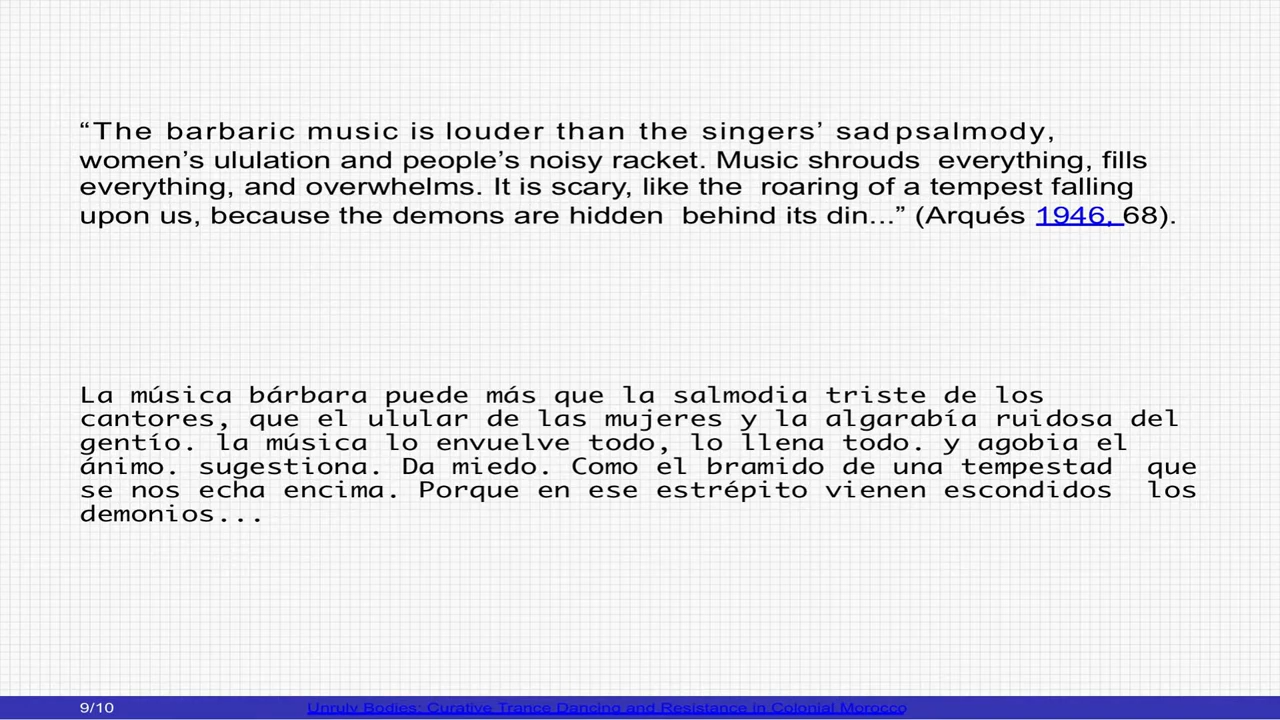 “The barbaric music is louder than the singers’ sad psalmody,
women’s ululation and people’s noisy racket. Music shrouds everything, fills
everything, and overwhelms. It is scary, like the roaring of a tempest falling
upon us, because the demons are hidden behind its din...” (Arqués 1946, 68).
La música bárbara puede más que la salmodia triste de los
cantores, que el ulular de las mujeres y la algarabía ruidosa del
gentío. la música lo envuelve todo, lo llena todo. y agobia el
ánimo. sugestiona. Da miedo. Como el bramido de una tempestad que
se nos echa encima. Porque en ese estrépito vienen escondidos los
demonios...
9/10 Unruly Bodies: Curative Trance Dancing and Resistance in Colonial Morocco